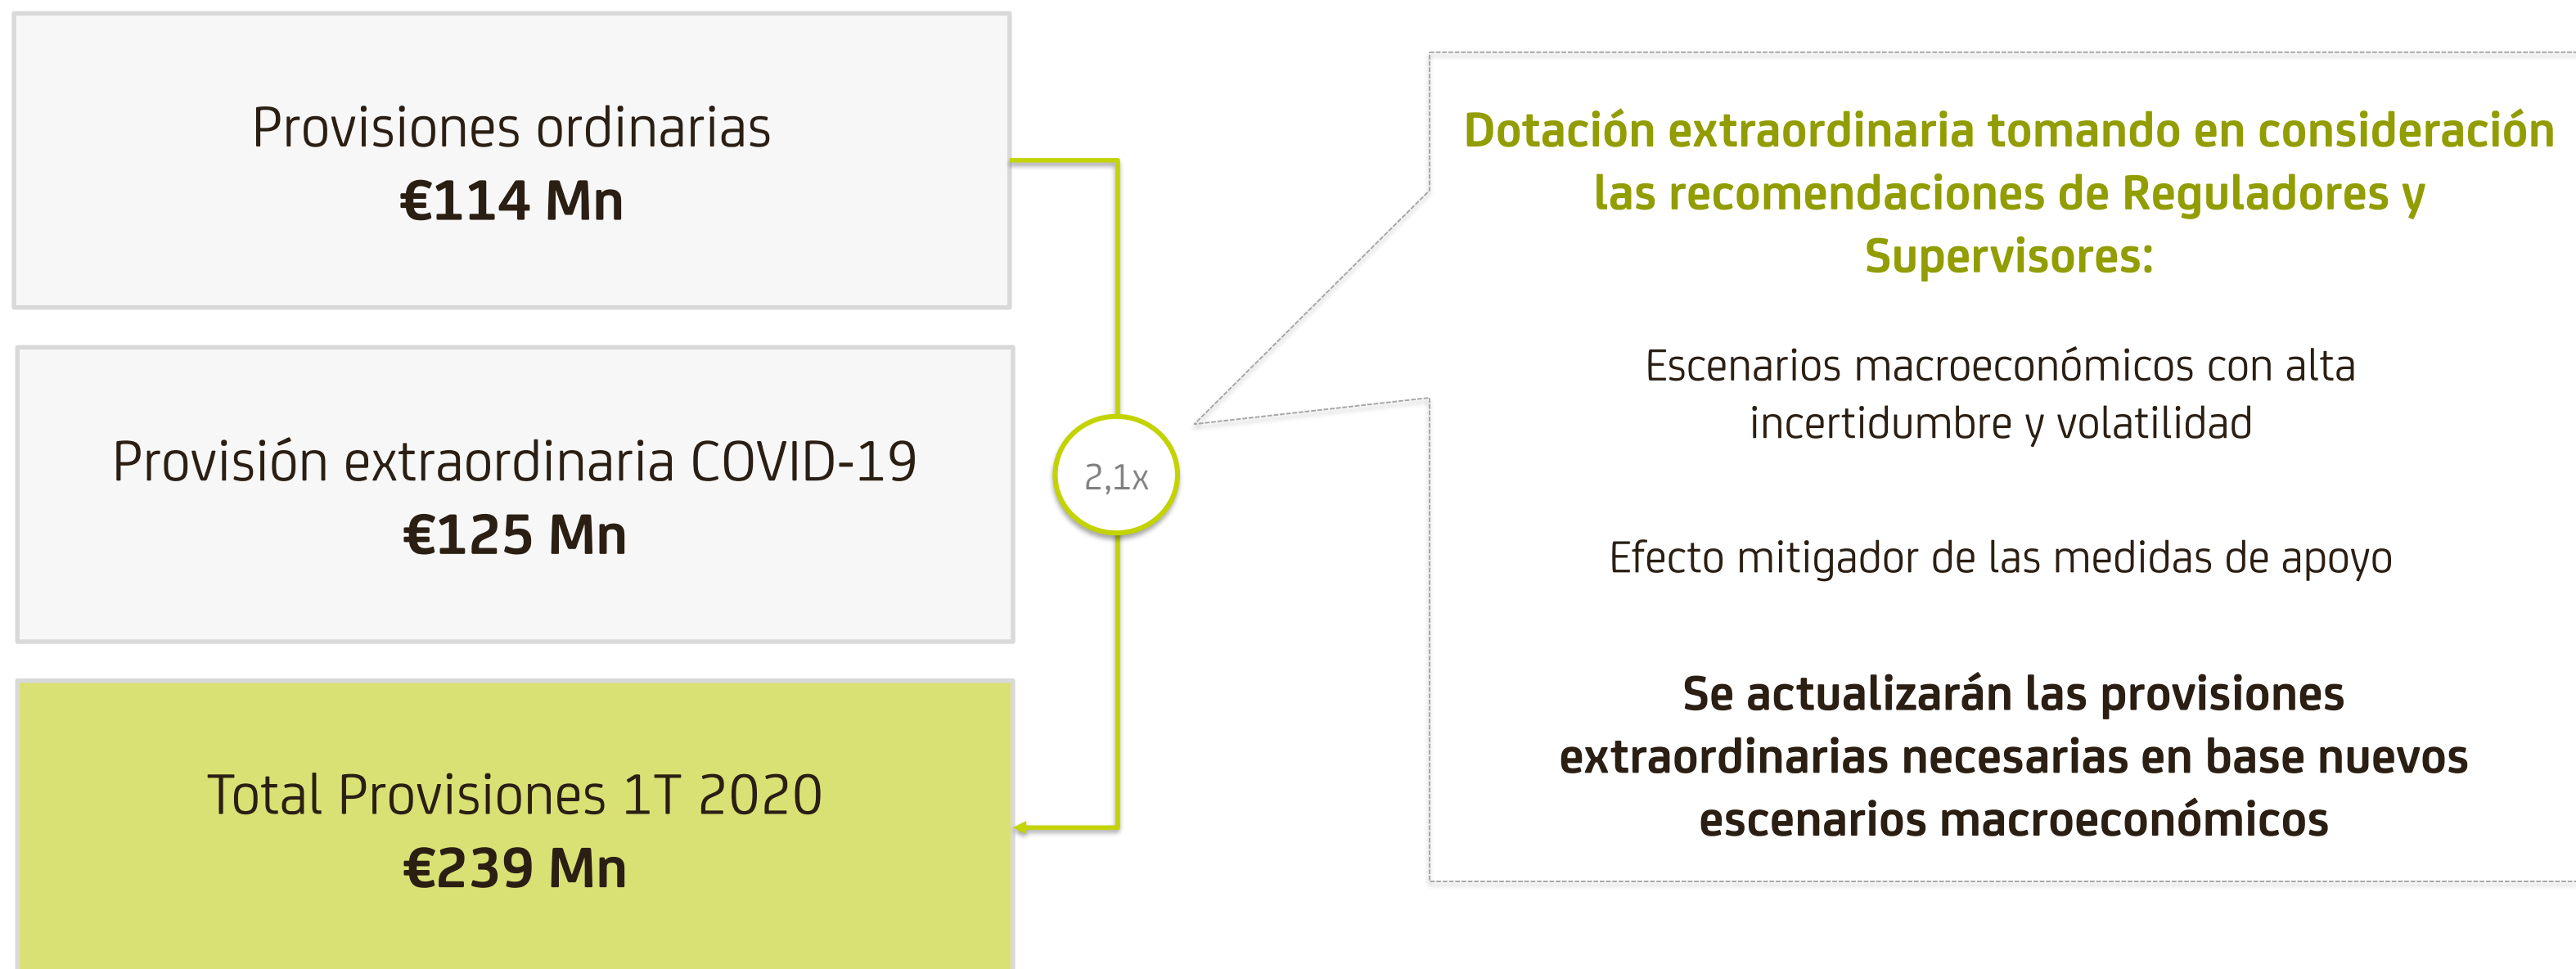 Provisiones ordinarias
€114 Mn
Provisión extraordinaria COVID-19
€125 Mn
Total Provisiones 1T 2020
€239 Mn
2,1x
Dotación extraordinaria tomando en consideración
las recomendaciones de Reguladores y
Supervisores:
Escenarios macroeconómicos con alta
incertidumbre y volatilidad
Efecto mitigador de las medidas de apoyo
Se actualizarán las provisiones
extraordinarias necesarias en base nuevos
escenarios macroeconómicos